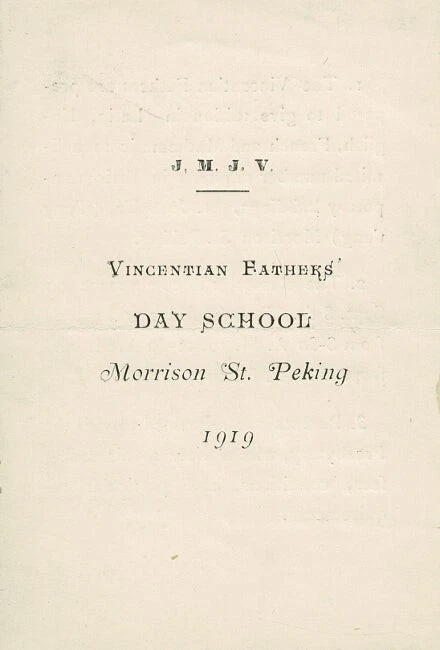 J. M. J. V.
VINCENTIAN FATHERS'
DAY SCHOOL
Morrison St. Peking
1919